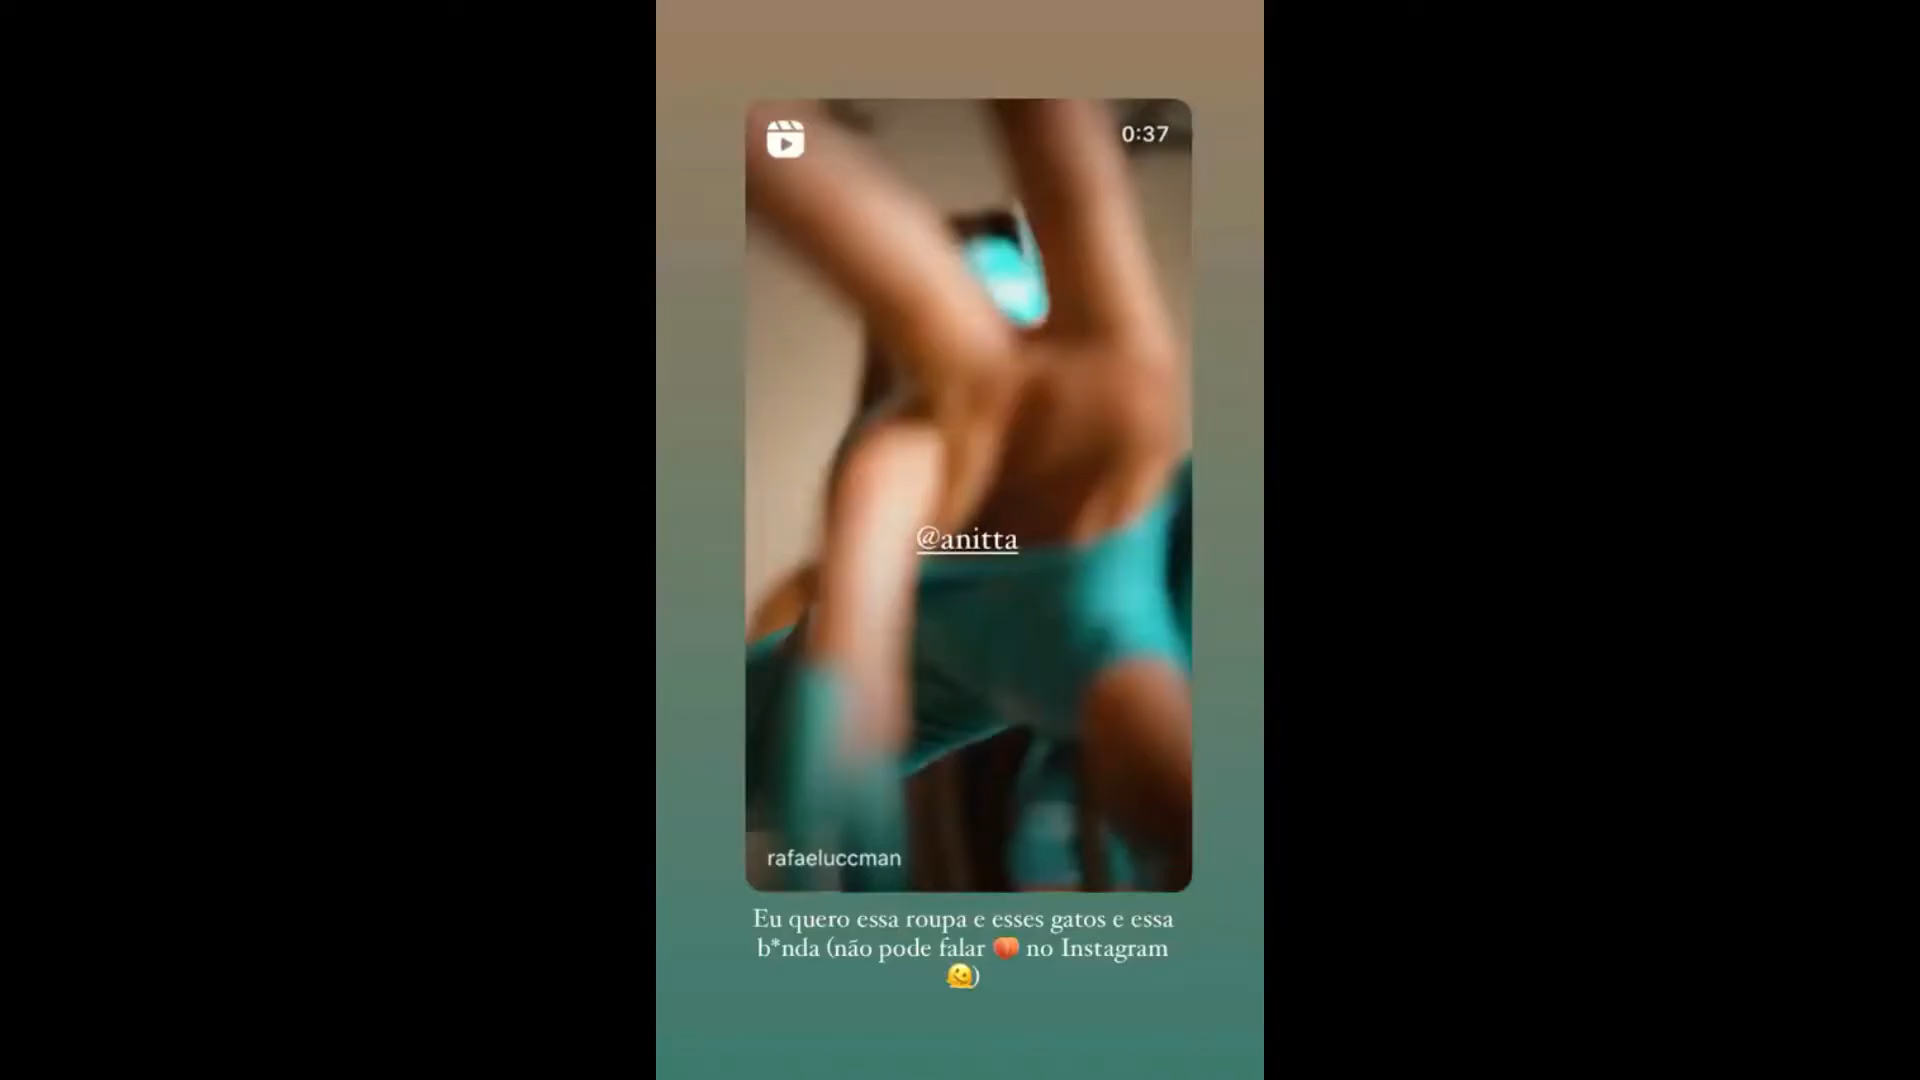 0:37
@anitta
rafaeluccman
Eu quero essa roupa e esses gatos e essa
b*nda (não pode falar 🍑 no Instagram
🫠)